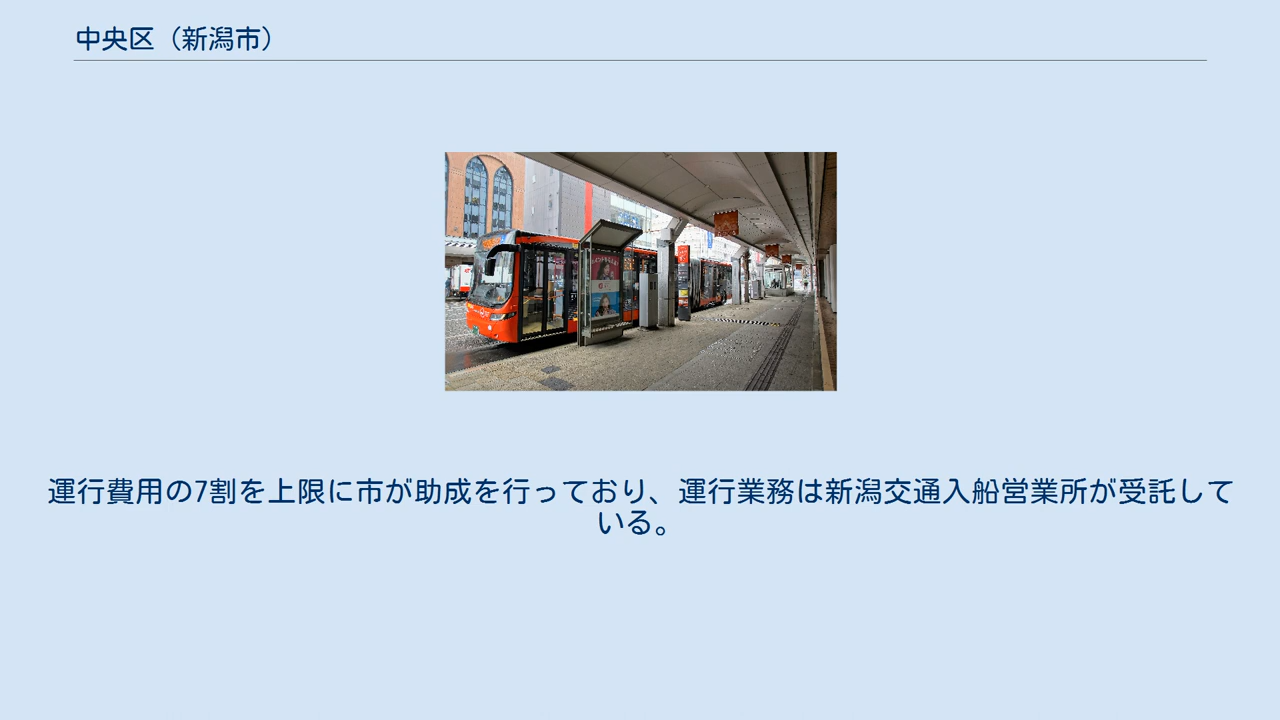 中央区（新潟市）
運行費用の7割を上限に市が助成を行っており、運行業務は新潟交通入船営業所が受託して
いる。